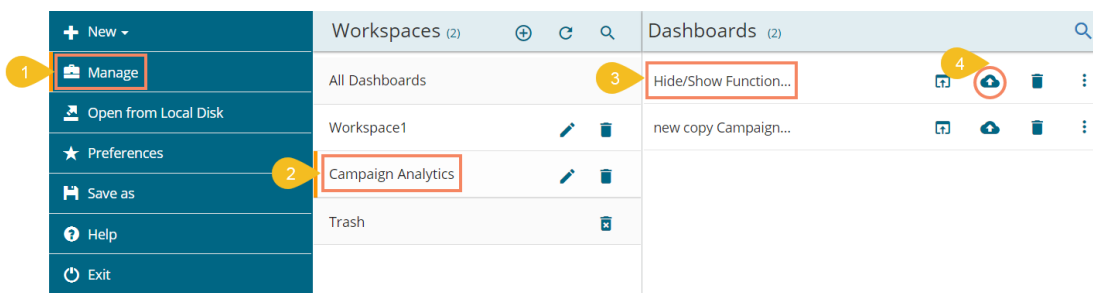 New
Workspaces (2)
Dashboards (2)
1
Manage
All Dashboards
3
Hide/Show Function...
4
Open from Local Disk
Workspace1
new copy Campaign...
Preferences
2
Campaign Analytics
Save as
Trash
Help
Exit